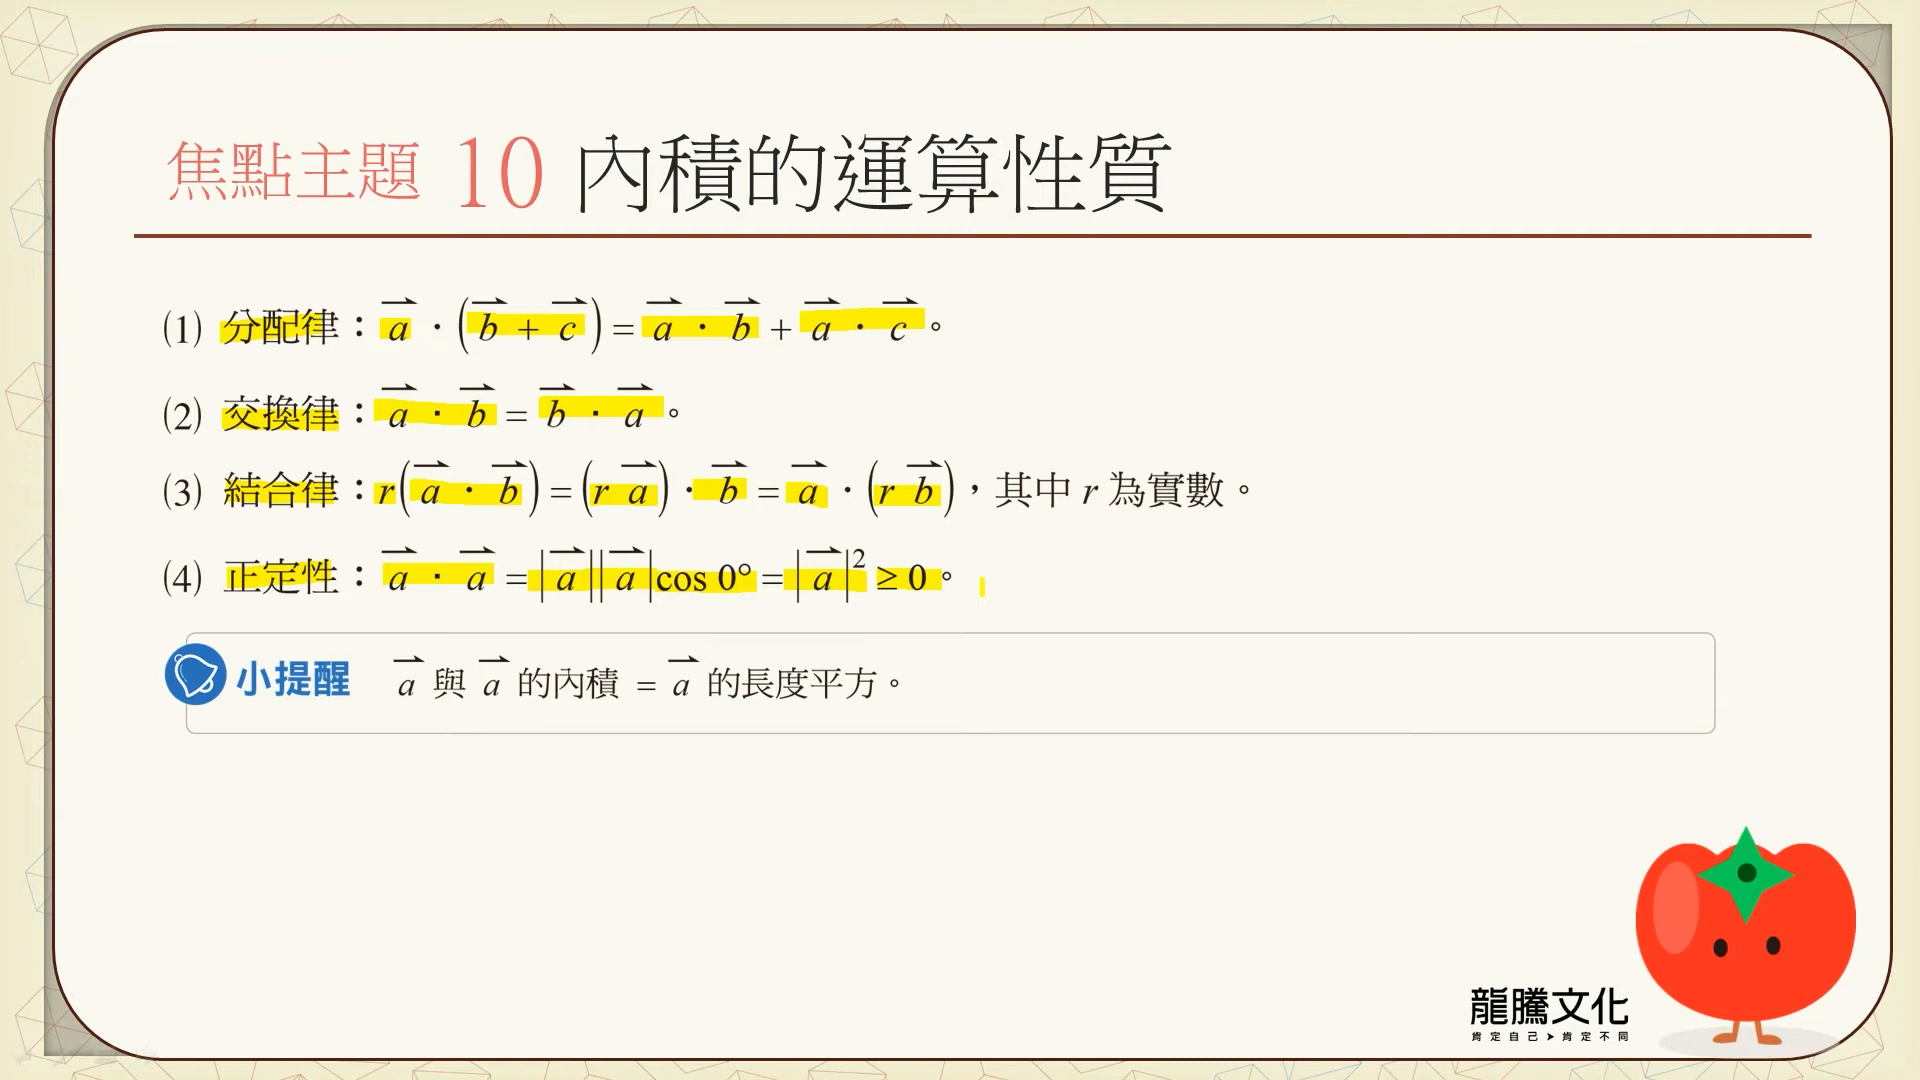 焦點主題 10 內積的運算性質
(1) 分配律：a⃗ · (b⃗ + c⃗) = a⃗ · b⃗ + a⃗ · c⃗。
(2) 交換律：a⃗ · b⃗ = b⃗ · a⃗。
(3) 結合律：r(a⃗ · b⃗) = (r a⃗) · b⃗ = a⃗ · (r b⃗)，其中 r 為實數。
(4) 正定性：a⃗ · a⃗ = |a⃗||a⃗|cos 0° = |a⃗|² ≥ 0。
小提醒 a⃗ 與 a⃗ 的內積 = a⃗ 的長度平方。
龍騰文化
肯定自己➤肯定不同